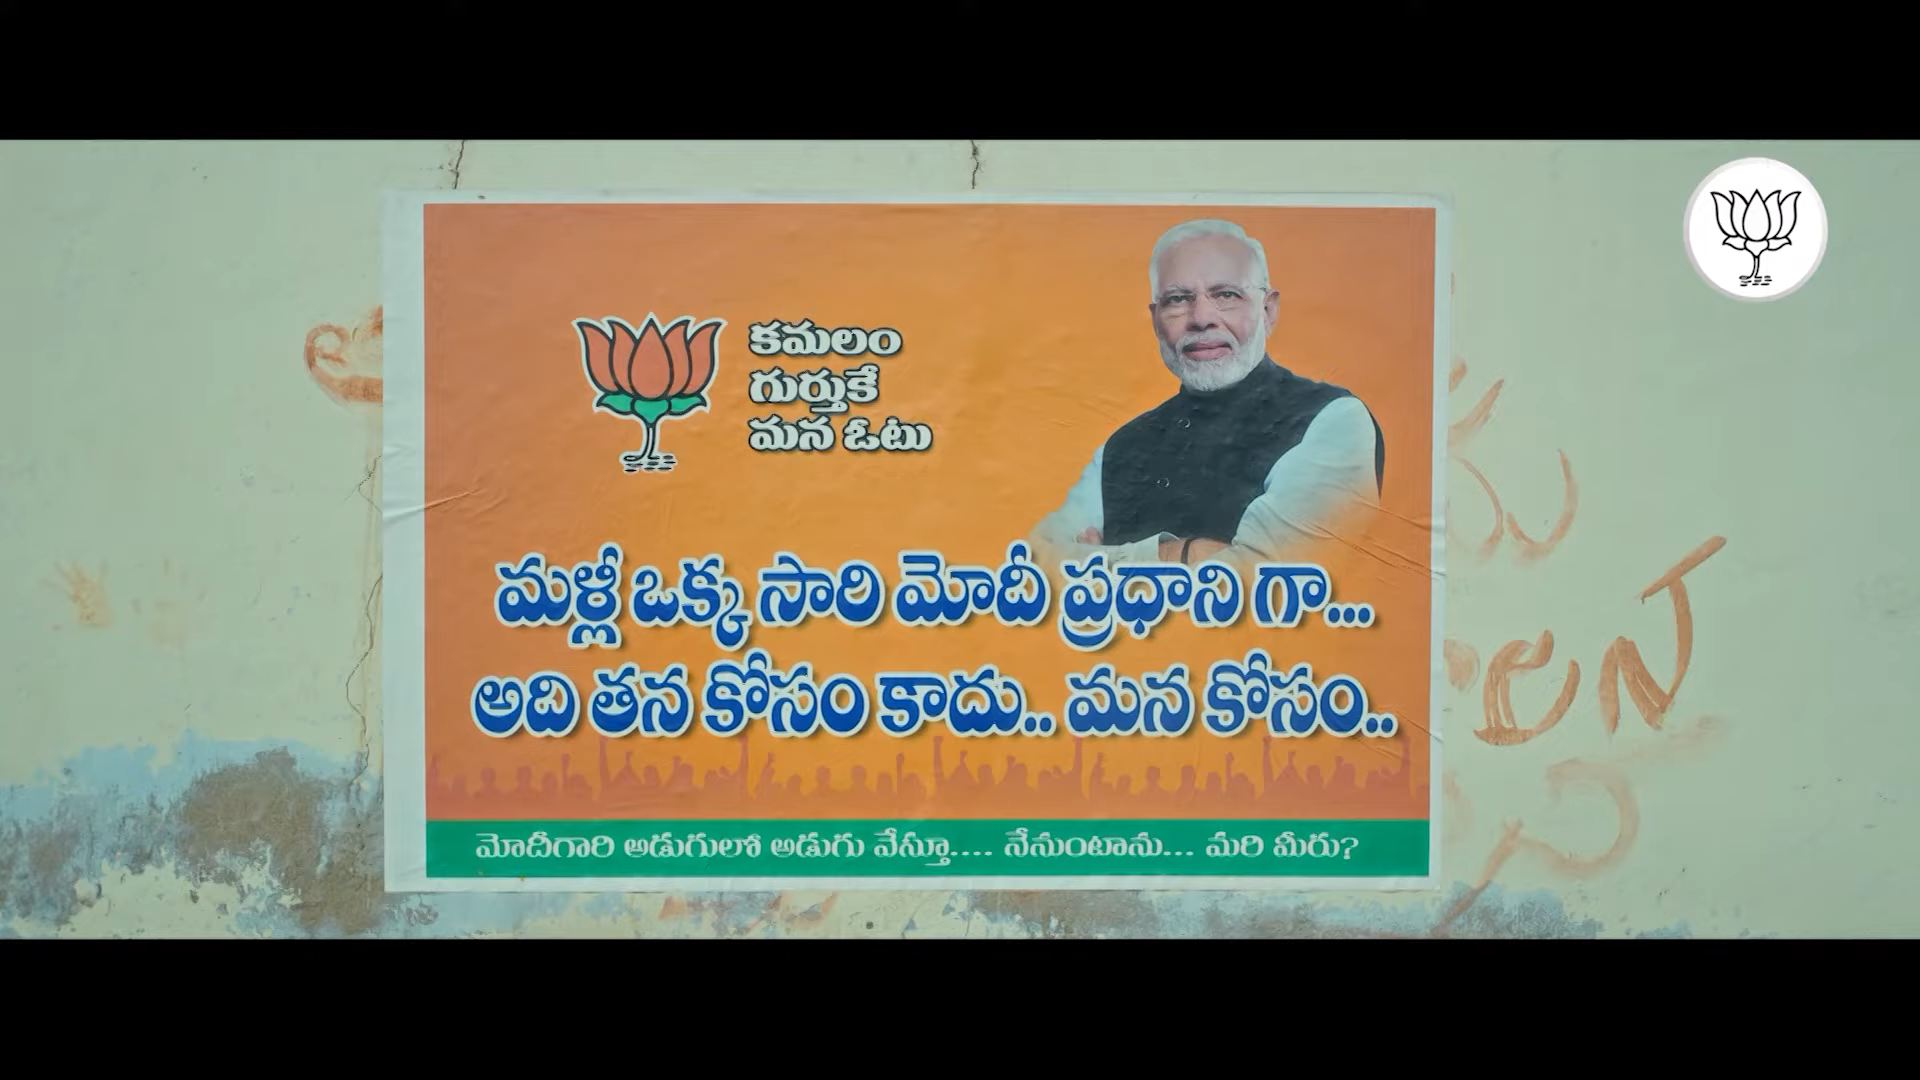 కమలం
గుర్తుకే
మన ఓటు
మళ్లీ ఒక్క సారి మోదీ ప్రధాని గా...
అది తన కోసం కాదు.. మన కోసం..
మోదీగారి అడుగులో అడుగు వేస్తూ.... నేనుంటాను... మరి మీరు?